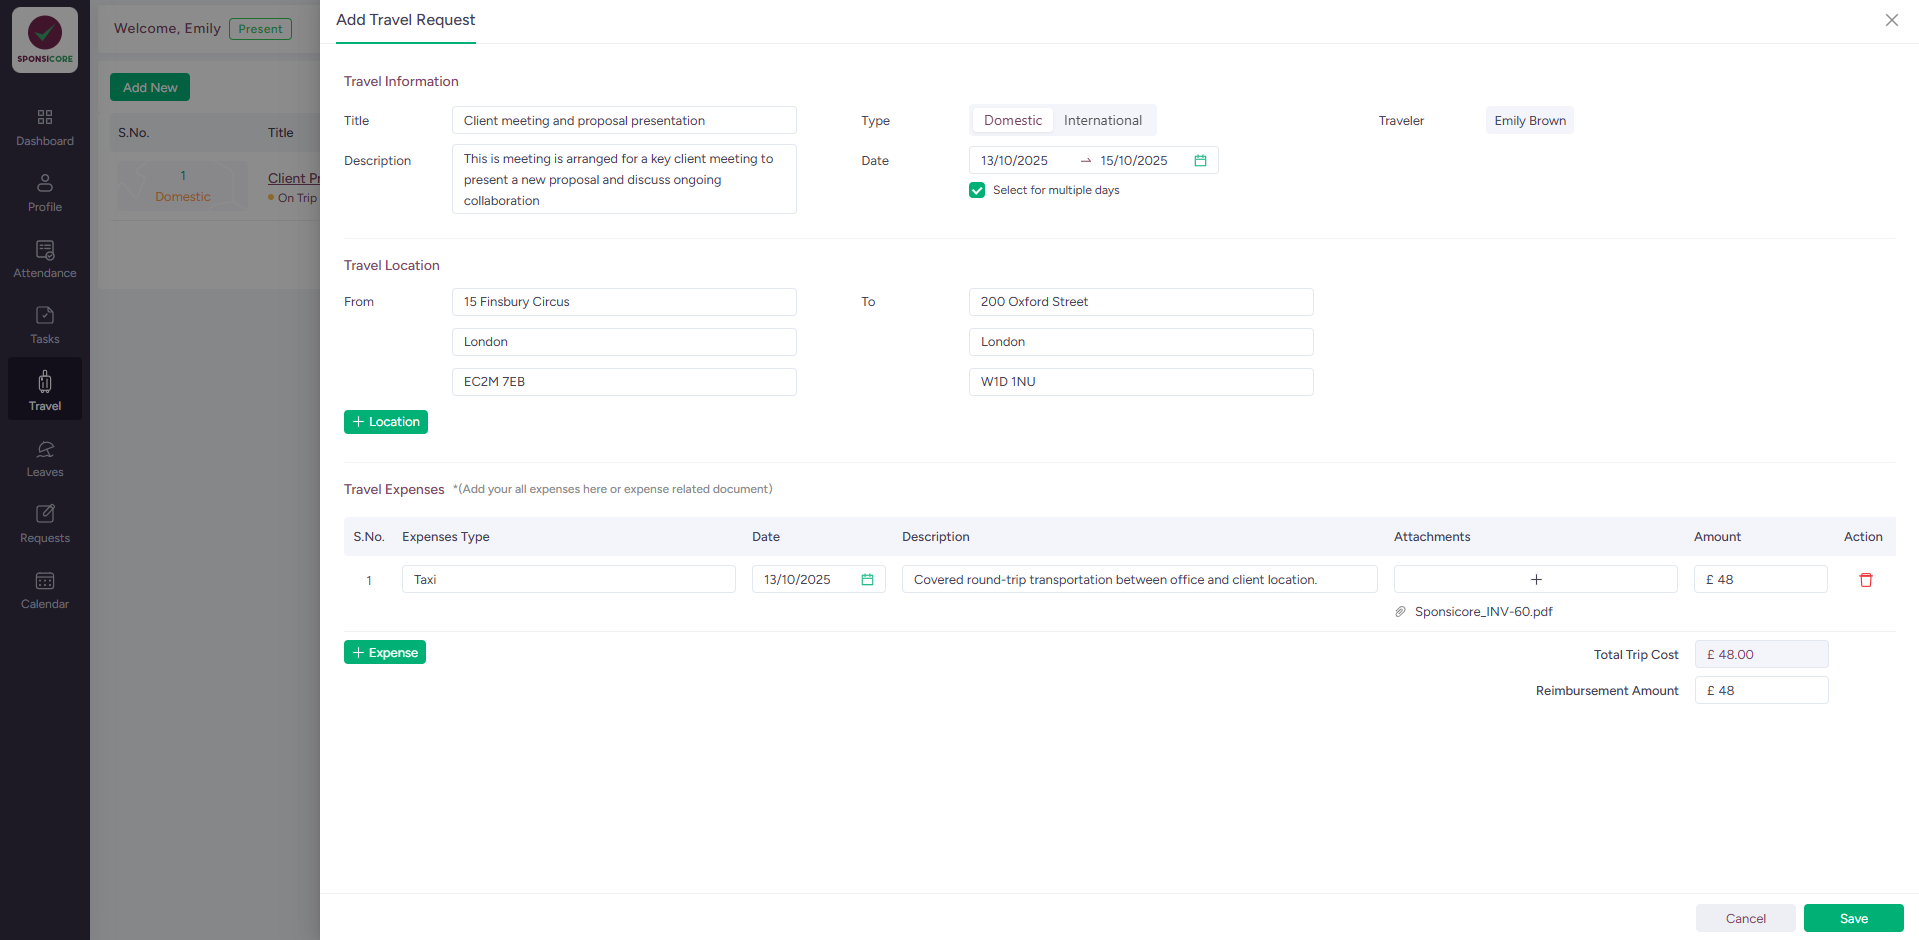 SPONSICORE
Dashboard
Profile
Attendance
Tasks
Travel
Leaves
Requests
Calendar
Welcome, Emily Present
Add New
S.No. Title
1
Domestic
Client Pr
On Trip
Add Travel Request
Travel Information
Title Client meeting and proposal presentation
Type Domestic International
Traveler Emily Brown
Description This is meeting is arranged for a key client meeting to
present a new proposal and discuss ongoing
collaboration
Date 13/10/2025 → 15/10/2025
Select for multiple days
Travel Location
From 15 Finsbury Circus
London
EC2M 7EB
To 200 Oxford Street
London
W1D 1NU
+ Location
Travel Expenses *(Add your all expenses here or expense related document)
S.No. Expenses Type Date Description Attachments Amount Action
1 Taxi 13/10/2025 Covered round-trip transportation between office and client location. + £ 48
Sponsicore_INV-60.pdf
+ Expense
Total Trip Cost £ 48.00
Reimbursement Amount £ 48
Cancel Save